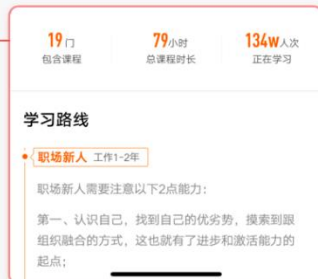 19门 79小时 134w人次
包含课程 总课程时长 正在学习
学习路线
职场新人 工作1-2年
职场新人需要注意以下2点能力：
第一、认识自己，找到自己的优劣势，摸索到跟
组织融合的方式，这也就有了进步和激活能力的
起点；